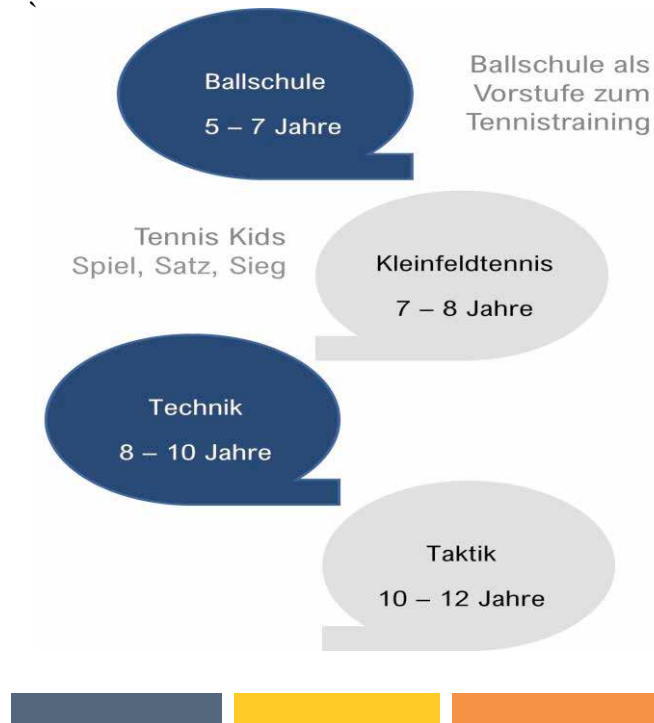 `
Ballschule
5 – 7 Jahre
Ballschule als
Vorstufe zum
Tennistraining
Tennis Kids
Spiel, Satz, Sieg
Kleinfeldtennis
7 – 8 Jahre
Technik
8 – 10 Jahre
Taktik
10 – 12 Jahre